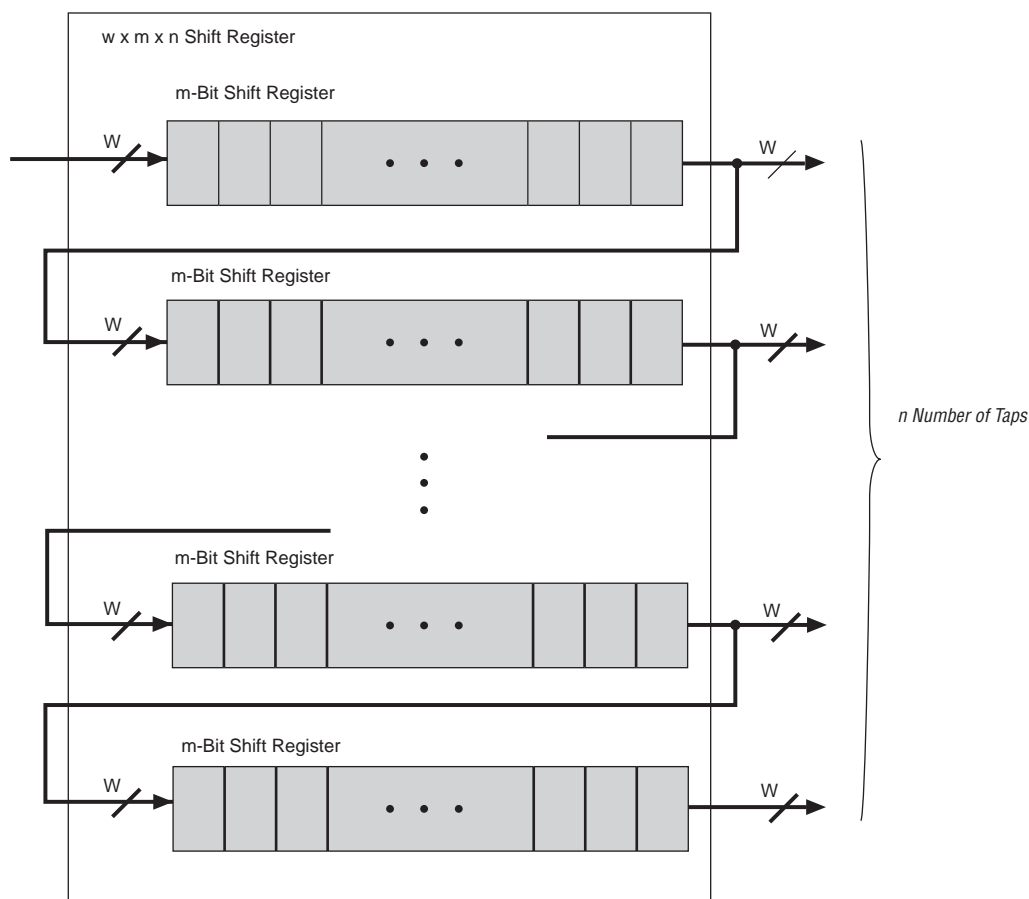 w x m x n Shift Register
m-Bit Shift Register
W
W
m-Bit Shift Register
W
W
n Number of Taps
m-Bit Shift Register
W
W
m-Bit Shift Register
W
W